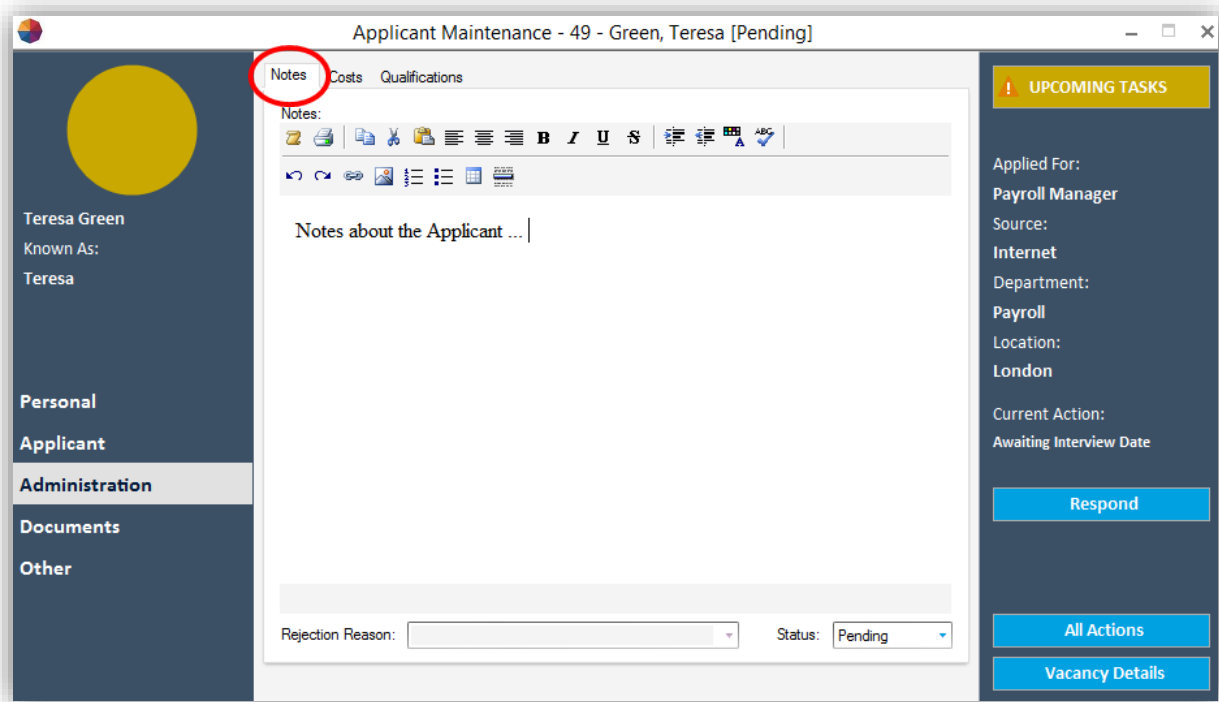 Applicant Maintenance - 49 - Green, Teresa [Pending]
Teresa Green
Known As:
Teresa
Personal
Applicant
Administration
Documents
Other
Notes Costs Qualifications
Notes:
B I U S A ABC
Notes about the Applicant ...
Rejection Reason:
Status: Pending
UPCOMING TASKS
Applied For:
Payroll Manager
Source:
Internet
Department:
Payroll
Location:
London
Current Action:
Awaiting Interview Date
Respond
All Actions
Vacancy Details